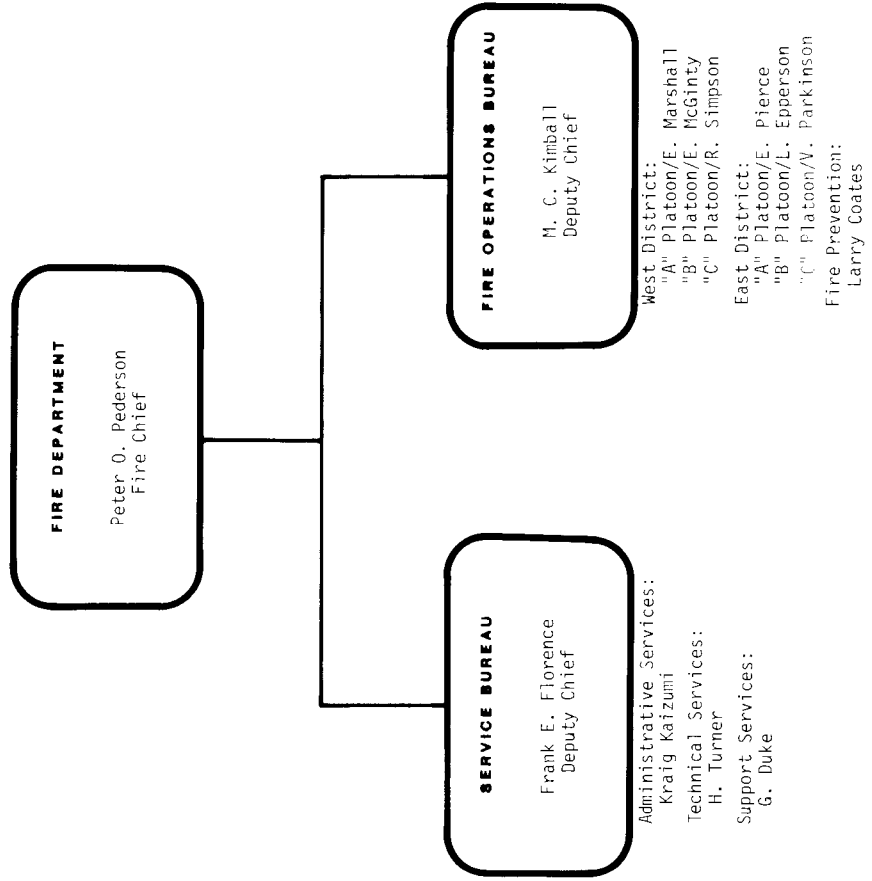 FIRE DEPARTMENT
Peter O. Pederson
Fire Chief
SERVICE BUREAU
Frank E. Florence
Deputy Chief
Administrative Services:
Kraig Kaizumi
Technical Services:
H. Turner
Support Services:
G. Duke
FIRE OPERATIONS BUREAU
M. C. Kimball
Deputy Chief
West District:
"A" Platoon/E. Marshall
"B" Platoon/E. McGinty
"C" Platoon/R. Simpson
East District:
"A" Platoon/E. Pierce
"B" Platoon/L. Epperson
"C" Platoon/V. Parkinson
Fire Prevention:
Larry Coates